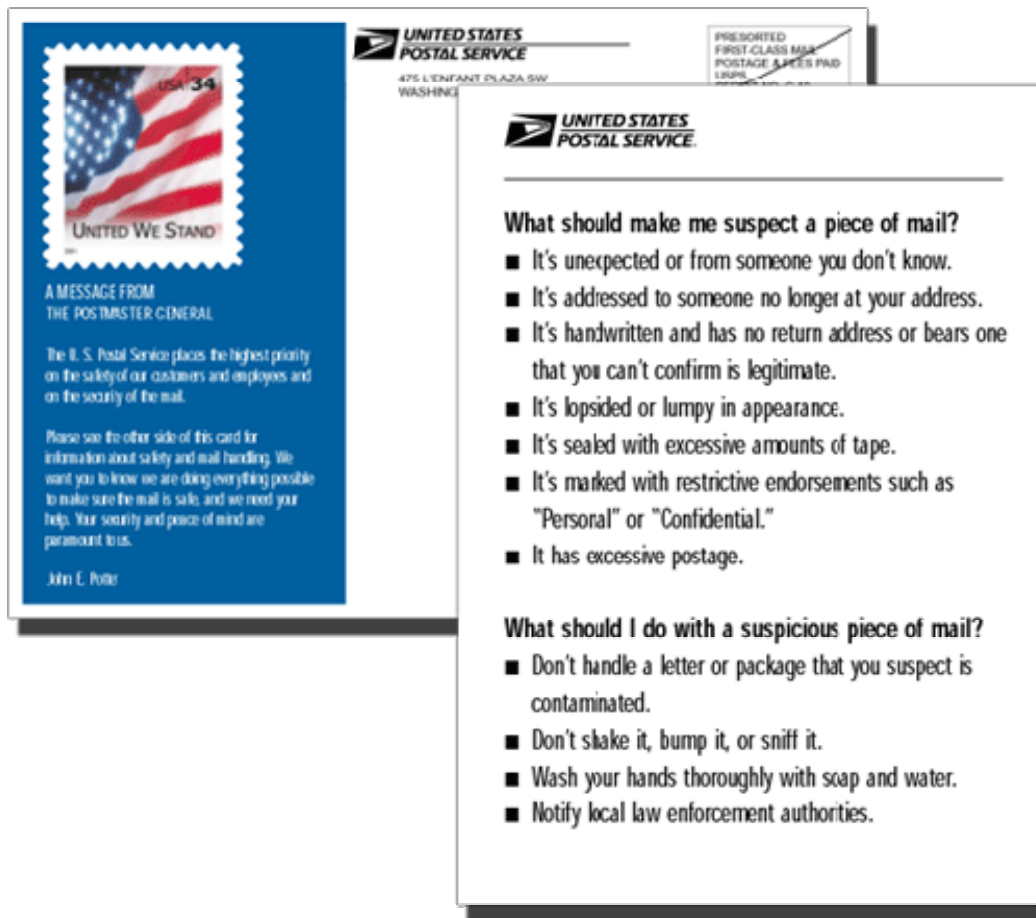 USA 34
UNITED WE STAND
A MESSAGE FROM
THE POSTMASTER GENERAL
The U. S. Postal Service places the highest priority
on the safety of our customers and employees and
on the security of the mail.
Please see the other side of this card for
information about safety and mail handling. We
want you to know we are doing everything possible
to make sure the mail is safe, and we need your
help. Your security and peace of mind are
paramount to us.
John E. Potter
UNITED STATES
POSTAL SERVICE
475 L'ENFANT PLAZA SW
WASHING
PRESORTED
FIRST-CLASS MAIL
POSTAGE & FEES PAID
USPS
UNITED STATES
POSTAL SERVICE.
What should make me suspect a piece of mail?
■ It's unexpected or from someone you don't know.
■ It's addressed to someone no longer at your address.
■ It's handwritten and has no return address or bears one
that you can't confirm is legitimate.
■ It's lopsided or lumpy in appearance.
■ It's sealed with excessive amounts of tape.
■ It's marked with restrictive endorsements such as
"Personal" or "Confidential."
■ It has excessive postage.
What should I do with a suspicious piece of mail?
■ Don't handle a letter or package that you suspect is
contaminated.
■ Don't shake it, bump it, or sniff it.
■ Wash your hands thoroughly with soap and water.
■ Notify local law enforcement authorities.